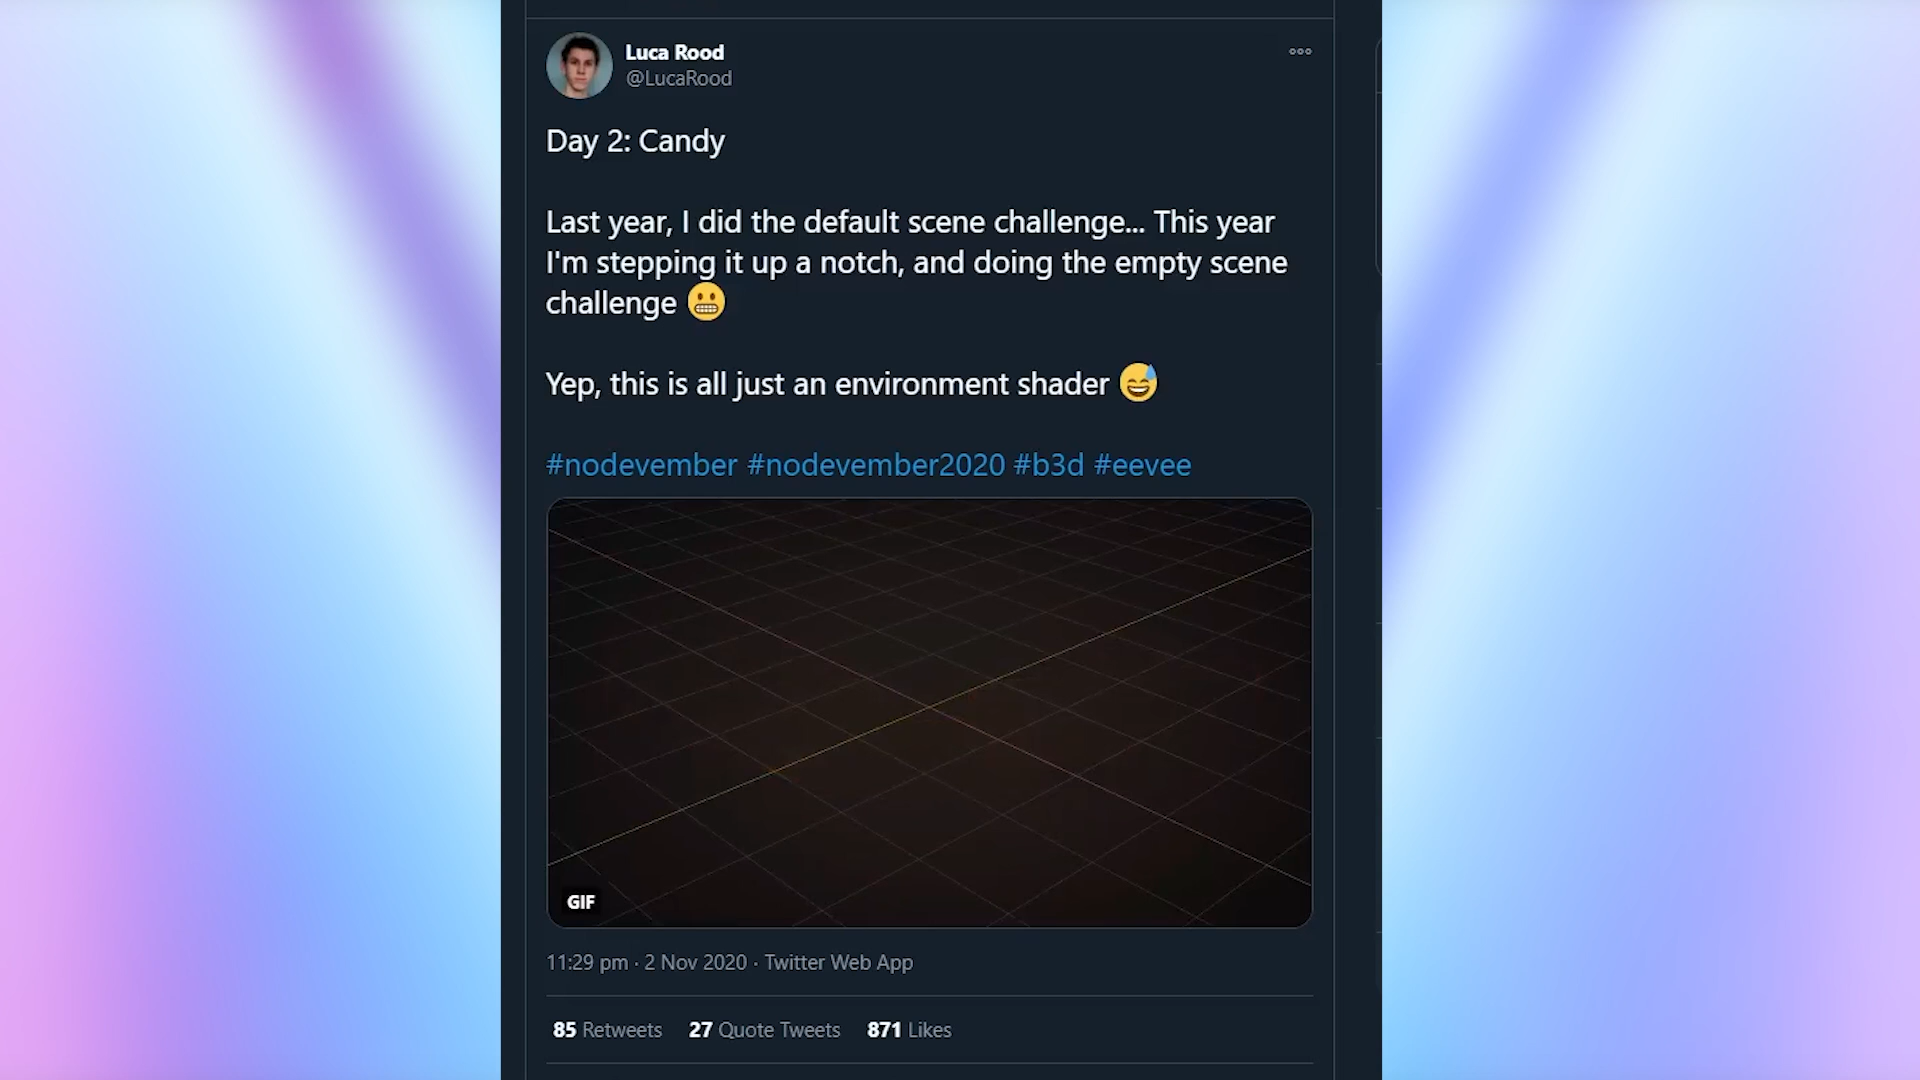 Luca Rood
@LucaRood
Day 2: Candy
Last year, I did the default scene challenge... This year
I'm stepping it up a notch, and doing the empty scene
challenge 😬
Yep, this is all just an environment shader 😅
#nodevember #nodevember2020 #b3d #eevee
GIF
11:29 pm · 2 Nov 2020 · Twitter Web App
85 Retweets 27 Quote Tweets 871 Likes